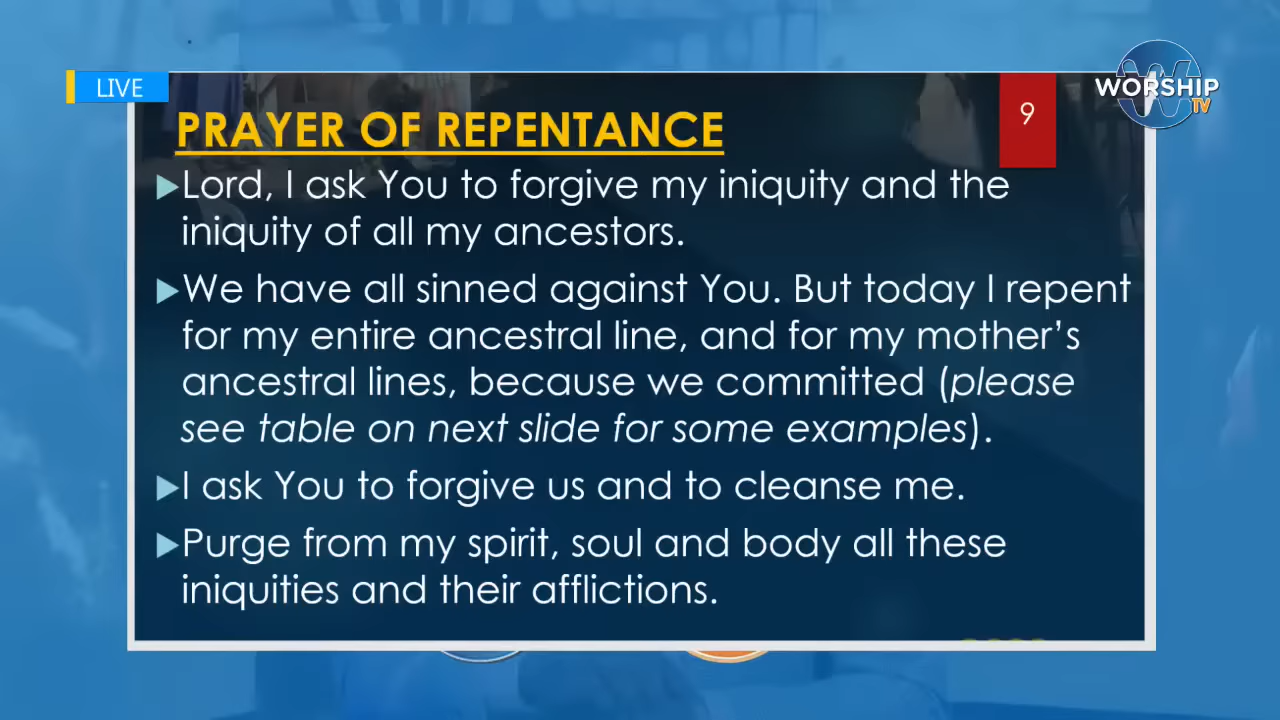 LIVE
WORSHIP
TV
9
PRAYER OF REPENTANCE
Lord, I ask You to forgive my iniquity and the
iniquity of all my ancestors.
We have all sinned against You. But today I repent
for my entire ancestral line, and for my mother’s
ancestral lines, because we committed (please
see table on next slide for some examples).
I ask You to forgive us and to cleanse me.
Purge from my spirit, soul and body all these
iniquities and their afflictions.